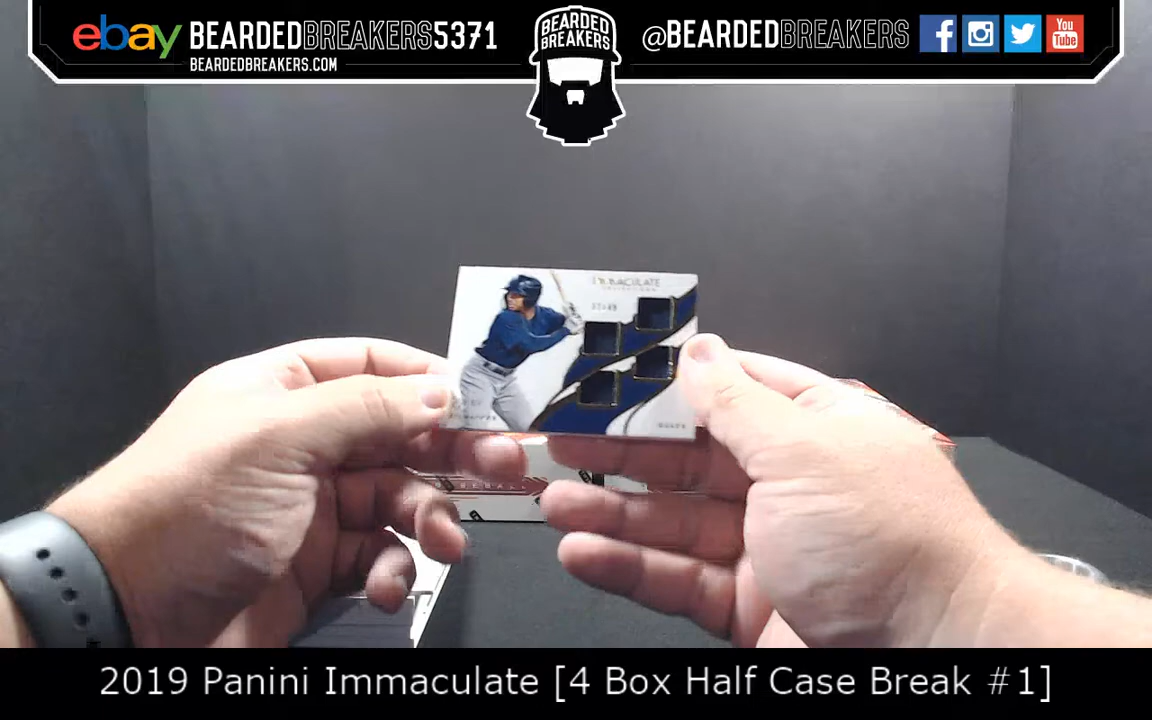 ebay BEARDEDBREAKERS5371
BEARDEDBREAKERS.COM
BEARDED
BREAKERS
@BEARDEDBREAKERS
You
Tube
IMMACULATE
BASEBALL
2019 Panini Immaculate [4 Box Half Case Break #1]